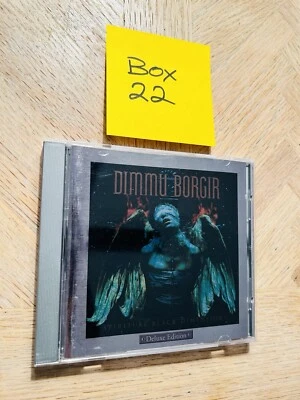 Box
22
DIMMU BORGIR
Deluxe Edition